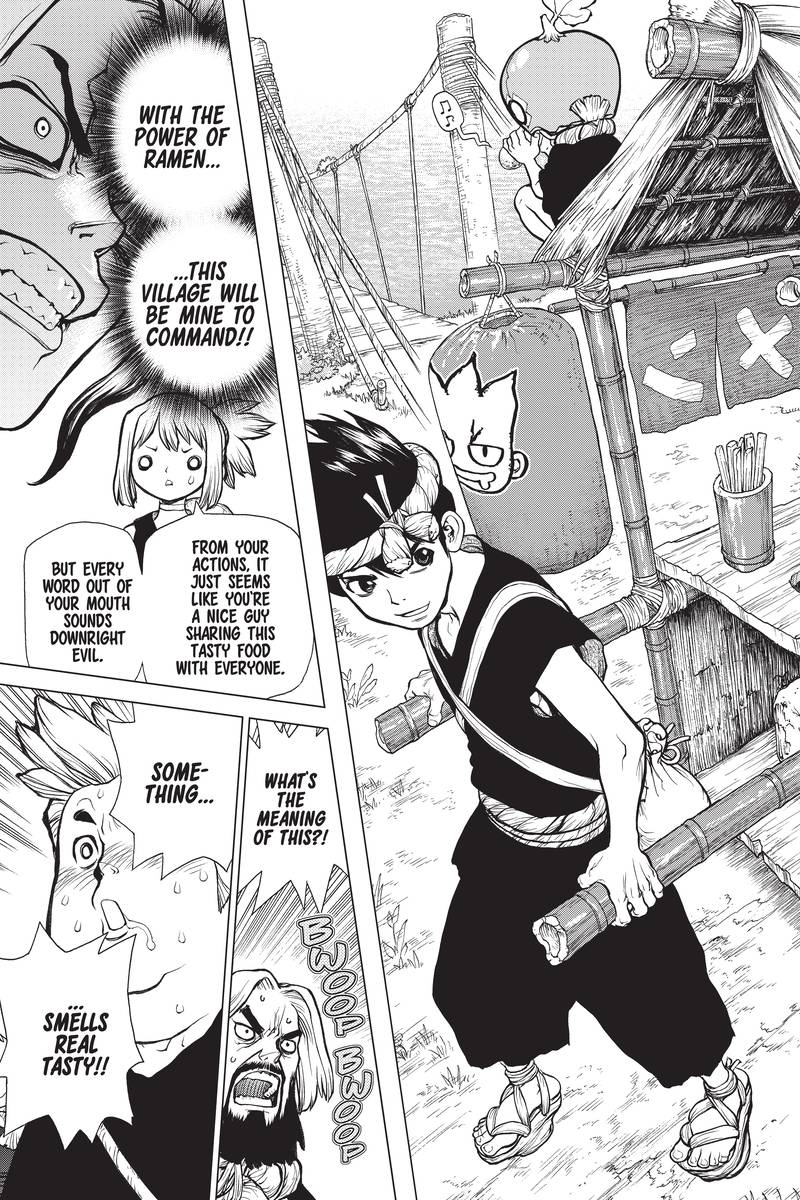 WITH THE
POWER OF
RAMEN...
...THIS
VILLAGE WILL
BE MINE TO
COMMAND!!
FROM YOUR
ACTIONS, IT
JUST SEEMS
LIKE YOU'RE
A NICE GUY
SHARING THIS
TASTY FOOD
WITH EVERYONE.
BUT EVERY
WORD OUT OF
YOUR MOUTH
SOUNDS
DOWNRIGHT
EVIL.
WHAT'S
THE
MEANING
OF THIS?!
BWOOP BWOOP
SOME-
THING...
...
SMELLS
REAL
TASTY!!